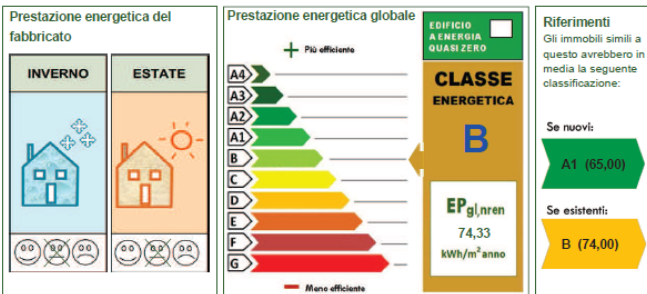 Prestazione energetica del
fabbricato
INVERNO
ESTATE
Prestazione energetica globale
+ Più efficiente
A4
A3
A2
A1
B
C
D
E
F
G
— Meno efficiente
EDIFICIO
A ENERGIA
QUASI ZERO
CLASSE
ENERGETICA
B
EPgl,nren
74,33
kWh/m² anno
Riferimenti
Gli immobili simili a
questo avrebbero in
media la seguente
classificazione:
Se nuovi:
A1 (65,00)
Se esistenti:
B (74,00)